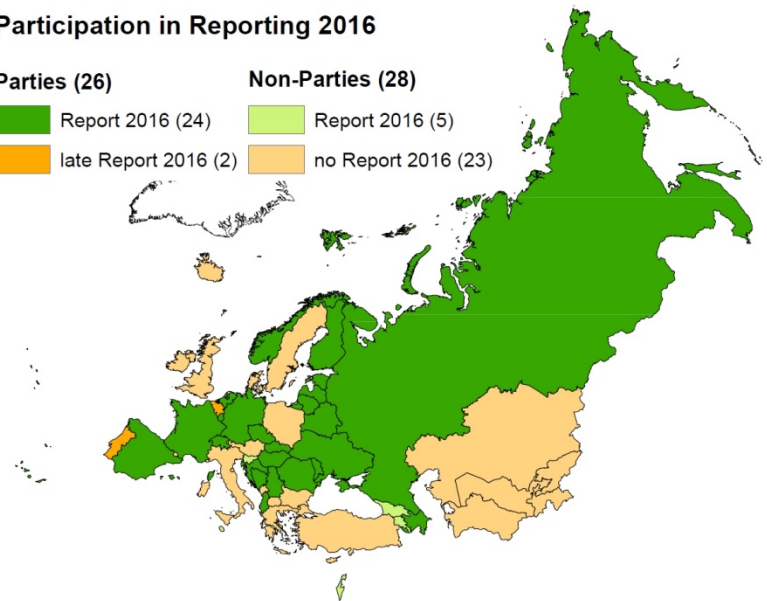 Participation in Reporting 2016
Parties (26)
Non-Parties (28)
Report 2016 (24)
Report 2016 (5)
late Report 2016 (2)
no Report 2016 (23)